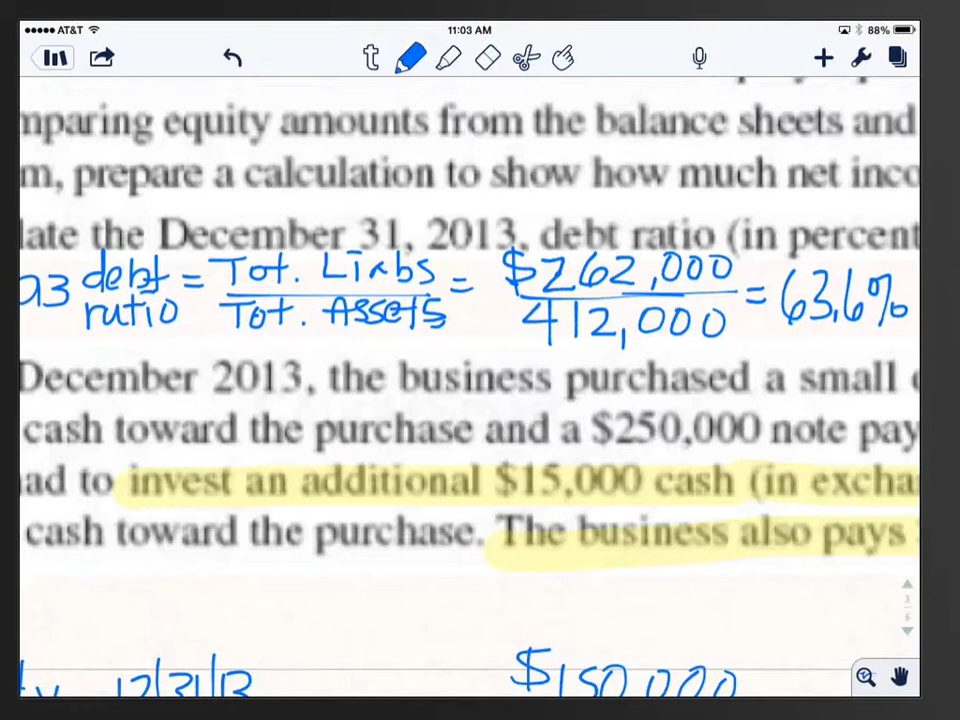 AT&T 11:03 AM 88%
t
mparing equity amounts from the balance sheets and
m, prepare a calculation to show how much net inco
late the December 31, 2013, debt ratio (in percent
debt ratio = Tot. Liabs / Tot. Assets = $262,000 / 412,000 = 63.6%
December 2013, the business purchased a small
cash toward the purchase and a $250,000 note pay
ad to invest an additional $15,000 cash (in excha
cash toward the purchase. The business also pays
3
6
12/31/13 $150,000